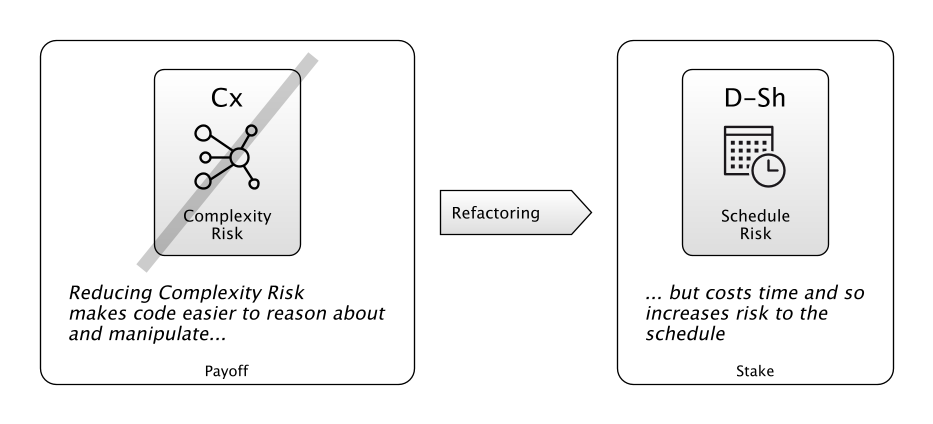 Cx
Complexity
Risk
Reducing Complexity Risk
makes code easier to reason about
and manipulate...
Payoff
Refactoring
D-Sh
Schedule
Risk
... but costs time and so
increases risk to the
schedule
Stake